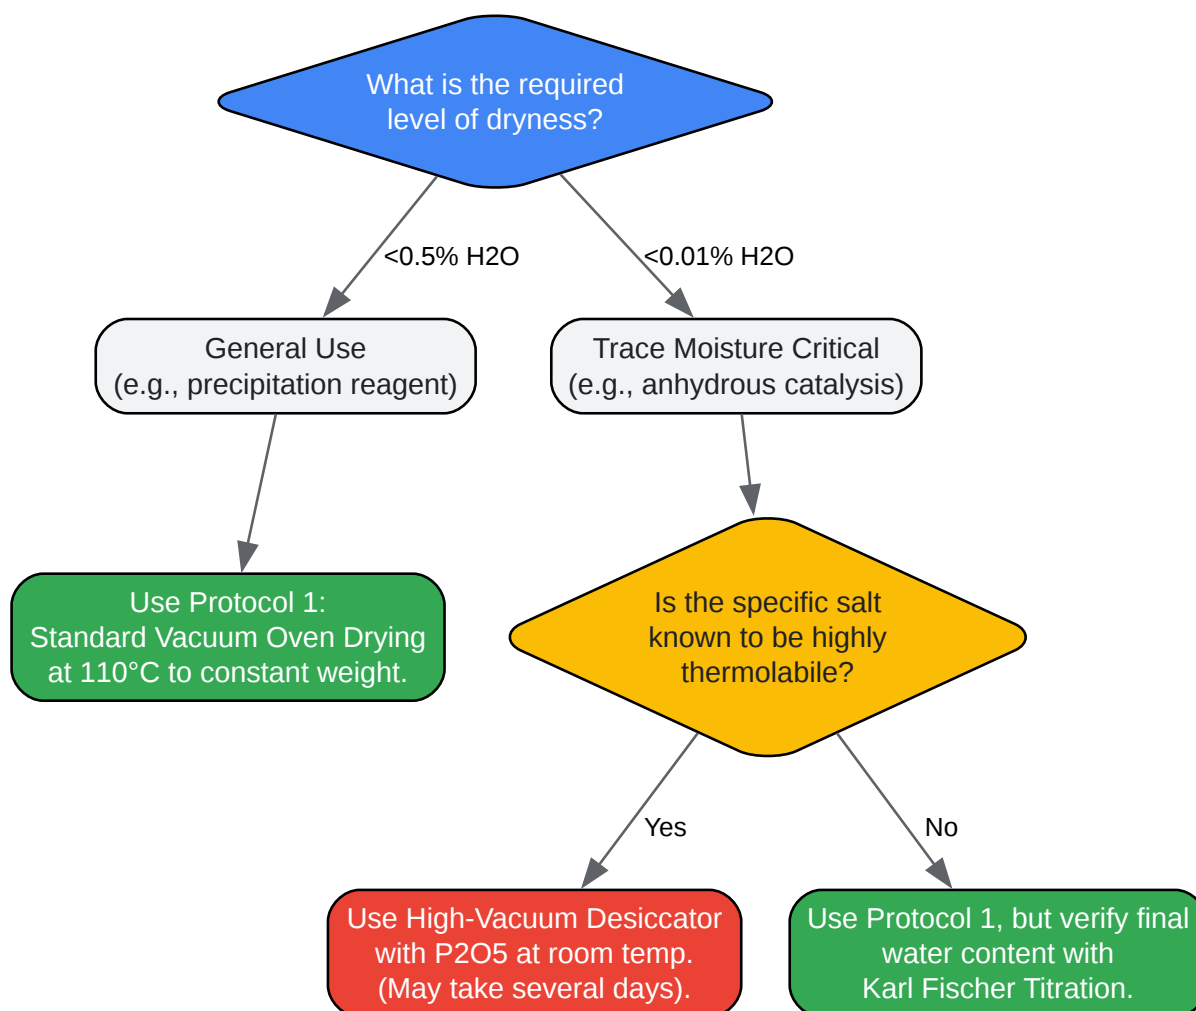 What is the required
level of dryness?
<0.5% H2O
<0.01% H2O
General Use
(e.g., precipitation reagent)
Trace Moisture Critical
(e.g., anhydrous catalysis)
Use Protocol 1:
Standard Vacuum Oven Drying
at 110°C to constant weight.
Is the specific salt
known to be highly
thermolabile?
Yes
No
Use High-Vacuum Desiccator
with P2O5 at room temp.
(May take several days).
Use Protocol 1, but verify final
water content with
Karl Fischer Titration.